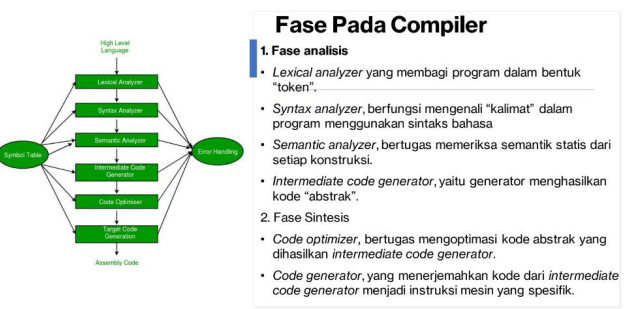 Fase Pada Compiler
High Level
Language
Lexical Analyzer
Syntax Analyzer
Semantic Analyzer
Intermediate Code
Generator
Code Optimiser
Target Code
Generation
Assembly Code
Symbol Table
Error Handling
1. Fase analisis
• Lexical analyzer yang membagi program dalam bentuk
"token".
• Syntax analyzer, berfungsi mengenali "kalimat" dalam
program menggunakan sintaks bahasa
• Semantic analyzer, bertugas memeriksa semantik statis dari
setiap konstruksi.
• Intermediate code generator, yaitu generator menghasilkan
kode "abstrak".
2. Fase Sintesis
• Code optimizer, bertugas mengoptimasi kode abstrak yang
dihasilkan intermediate code generator.
• Code generator, yang menerjemahkan kode dari intermediate
code generator menjadi instruksi mesin yang spesifik.